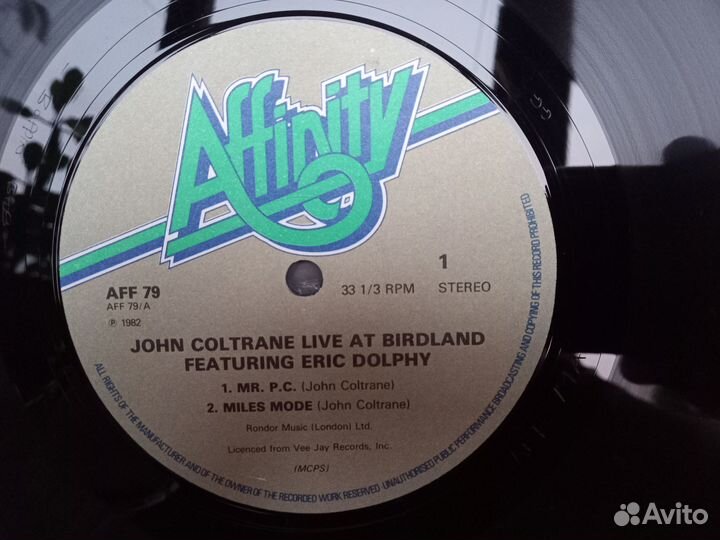 Affinity
AFF 79
AFF 79/A
℗ 1982
33 1/3 RPM
1
STEREO
JOHN COLTRANE LIVE AT BIRDLAND
FEATURING ERIC DOLPHY
1. MR. P.C. (John Coltrane)
2. MILES MODE (John Coltrane)
Rondor Music (London) Ltd.
Licenced from Vee Jay Records, Inc.
(MCPS)
ALL RIGHTS OF THE MANUFACTURER AND OF THE OWNER OF THE RECORDED WORK RESERVED UNAUTHORISED PUBLIC PERFORMANCE BROADCASTING AND COPYING OF THIS RECORD PROHIBITED
Avito